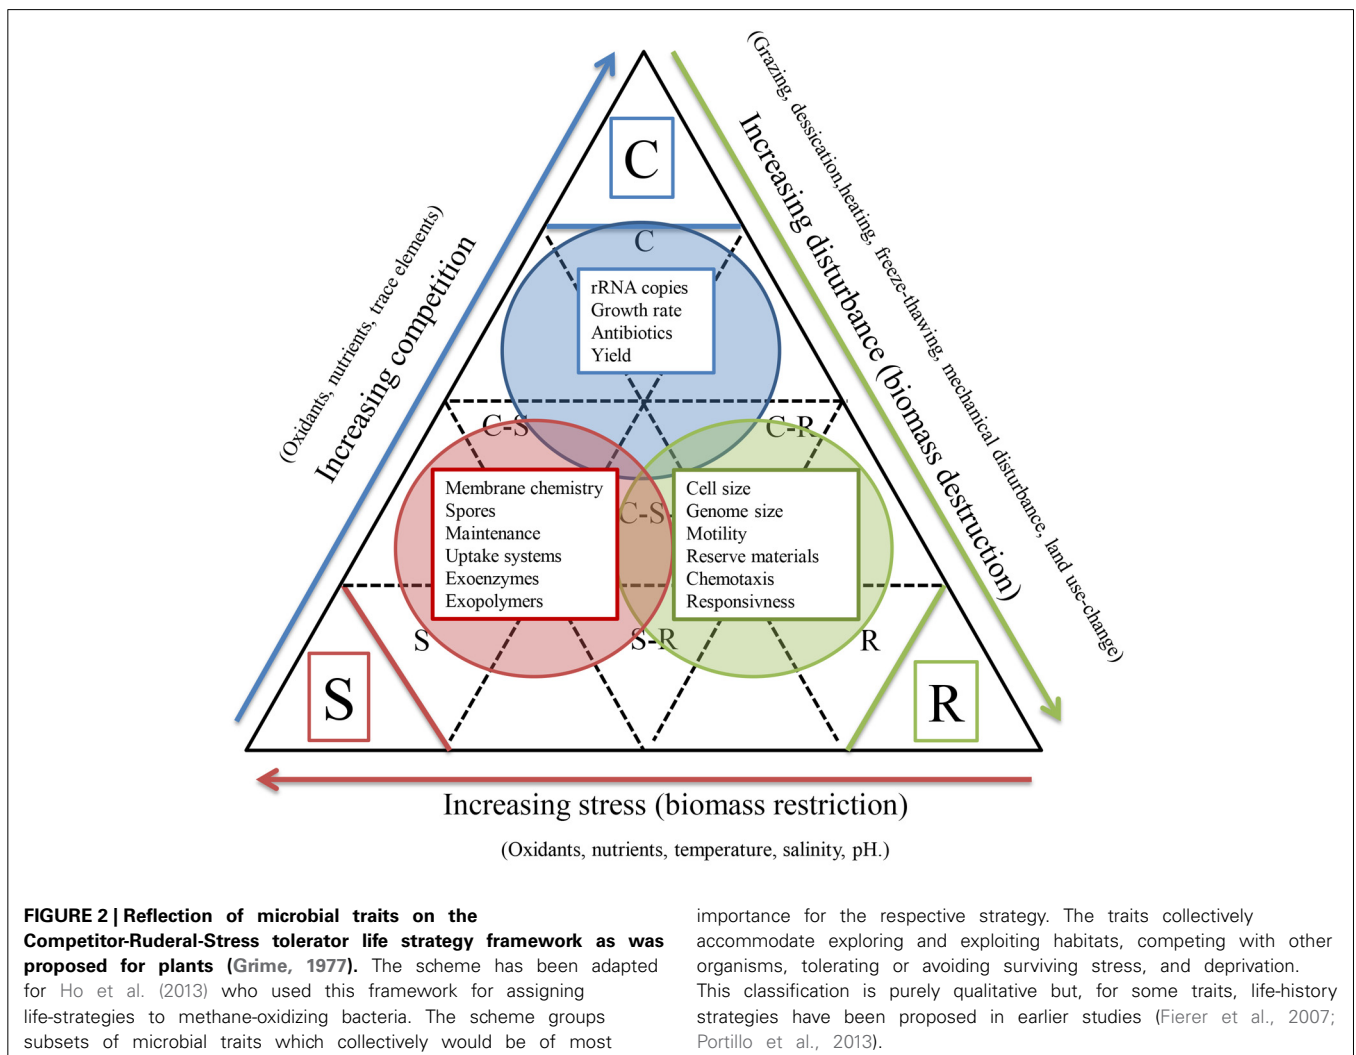 (Grazing, dessication,heating, freeze-thawing, mechanical disturbance, land use-change)
Increasing disturbance (biomass destruction)
(Oxidants, nutrients, trace elements)
Increasing competition
C
C
rRNA copies
Growth rate
Antibiotics
Yield
C-S
C-R
Membrane chemistry
Spores
Maintenance
Uptake systems
Exoenzymes
Exopolymers
C-S-
Cell size
Genome size
Motility
Reserve materials
Chemotaxis
Responsivness
S
S-R
R
S
R
Increasing stress (biomass restriction)
(Oxidants, nutrients, temperature, salinity, pH.)
FIGURE 2 | Reflection of microbial traits on the
Competitor-Ruderal-Stress tolerator life strategy framework as was
proposed for plants (Grime, 1977). The scheme has been adapted
for Ho et al. (2013) who used this framework for assigning
life-strategies to methane-oxidizing bacteria. The scheme groups
subsets of microbial traits which collectively would be of most
importance for the respective strategy. The traits collectively
accommodate exploring and exploiting habitats, competing with other
organisms, tolerating or avoiding surviving stress, and deprivation.
This classification is purely qualitative but, for some traits, life-history
strategies have been proposed in earlier studies (Fierer et al., 2007;
Portillo et al., 2013).